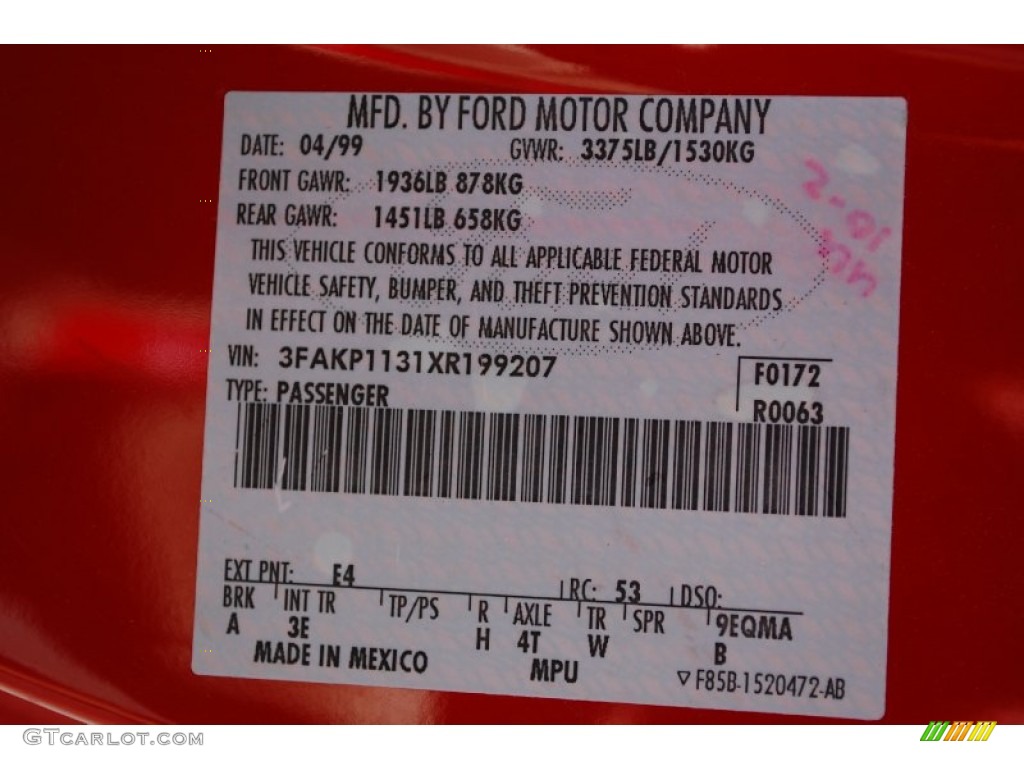 MFD. BY FORD MOTOR COMPANY
DATE: 04/99 GVWR: 3375LB/1530KG
FRONT GAWR: 1936LB 878KG
REAR GAWR: 1451LB 658KG
THIS VEHICLE CONFORMS TO ALL APPLICABLE FEDERAL MOTOR
VEHICLE SAFETY, BUMPER, AND THEFT PREVENTION STANDARDS
IN EFFECT ON THE DATE OF MANUFACTURE SHOWN ABOVE.
VIN: 3FAKP1131XR199207
F0172
TYPE: PASSENGER
R0063
EXT PNT: E4 RC: 53 DSO:
BRK INT TR TP/PS R AXLE TR SPR 9EQMA
A 3E H 4T W B
MADE IN MEXICO MPU ▽F85B-1520472-AB
GTCARLOT.COM